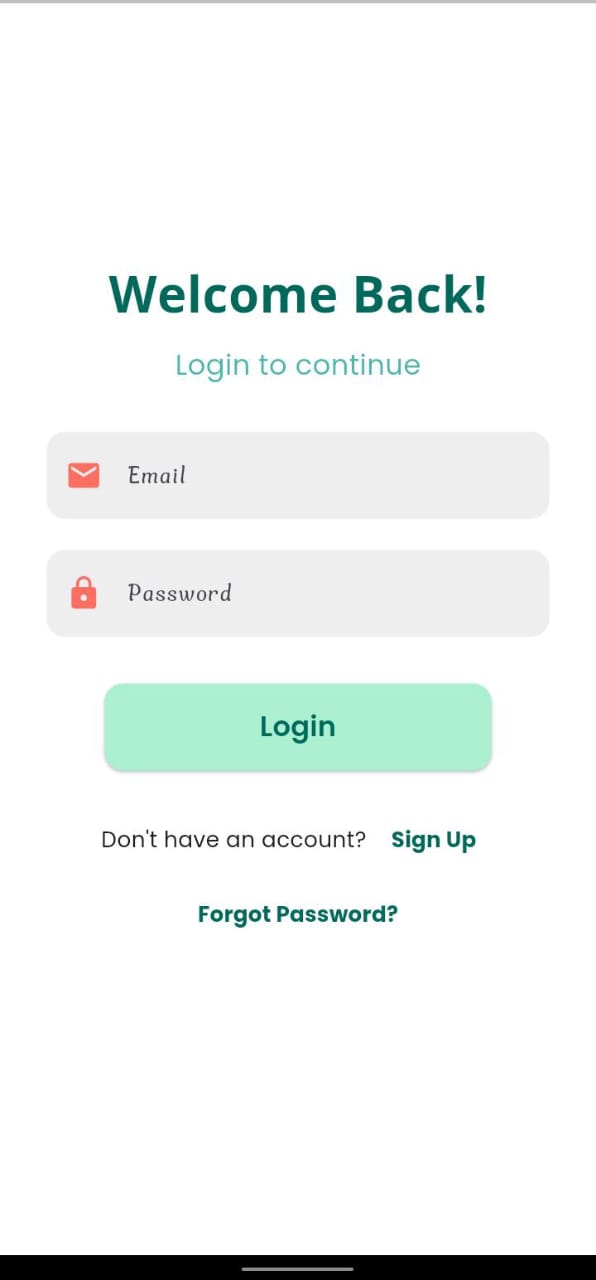 Welcome Back!
Login to continue
Email
Password
Login
Don't have an account? Sign Up
Forgot Password?